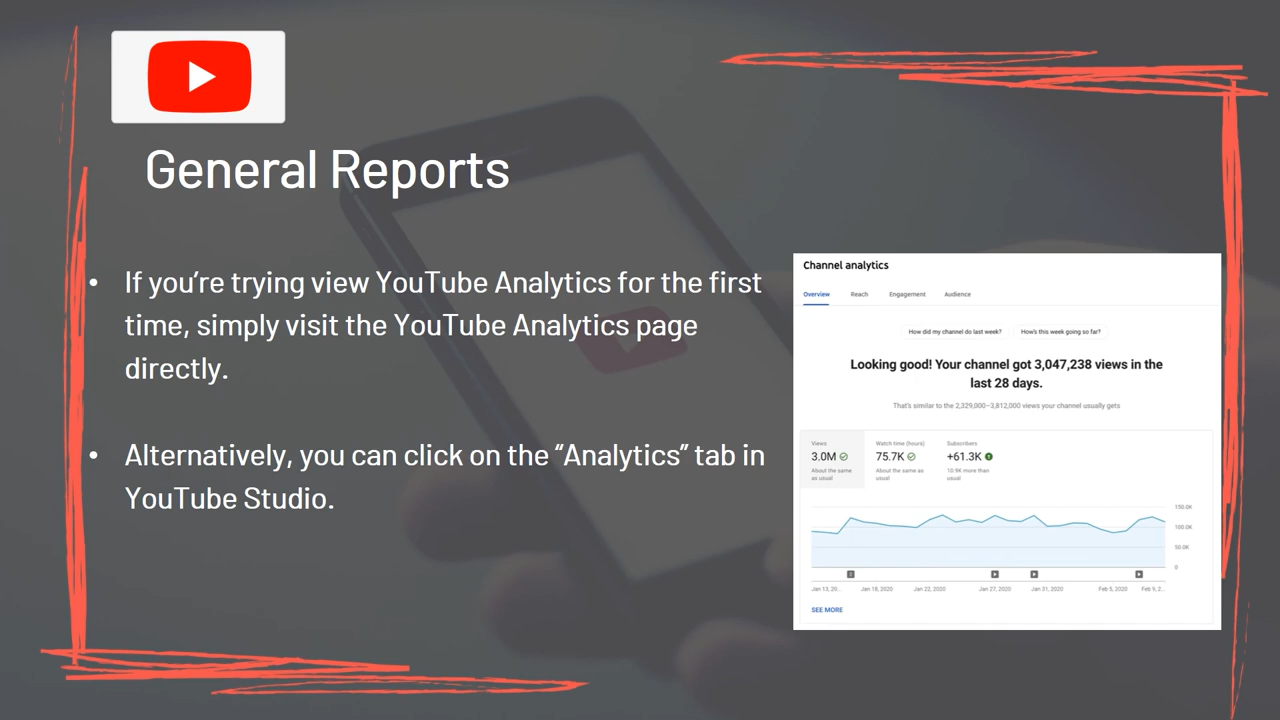 General Reports
• If you’re trying view YouTube Analytics for the first
time, simply visit the YouTube Analytics page
directly.
• Alternatively, you can click on the “Analytics” tab in
YouTube Studio.
Channel analytics
Overview Reach Engagement Audience
How did my channel do last week? How's this week going so far?
Looking good! Your channel got 3,047,238 views in the
last 28 days.
That's similar to the 2,329,000–3,812,000 views your channel usually gets
Views Watch time (hours) Subscribers
3.0M 75.7K +61.3K
About the same About the same 10.9K more than
as usual as usual usual
150.0K
100.0K
50.0K
0
Jan 13, 20... Jan 18, 2020 Jan 22, 2020 Jan 27, 2020 Jan 31, 2020 Feb 5, 2020 Feb 9, 2...
SEE MORE